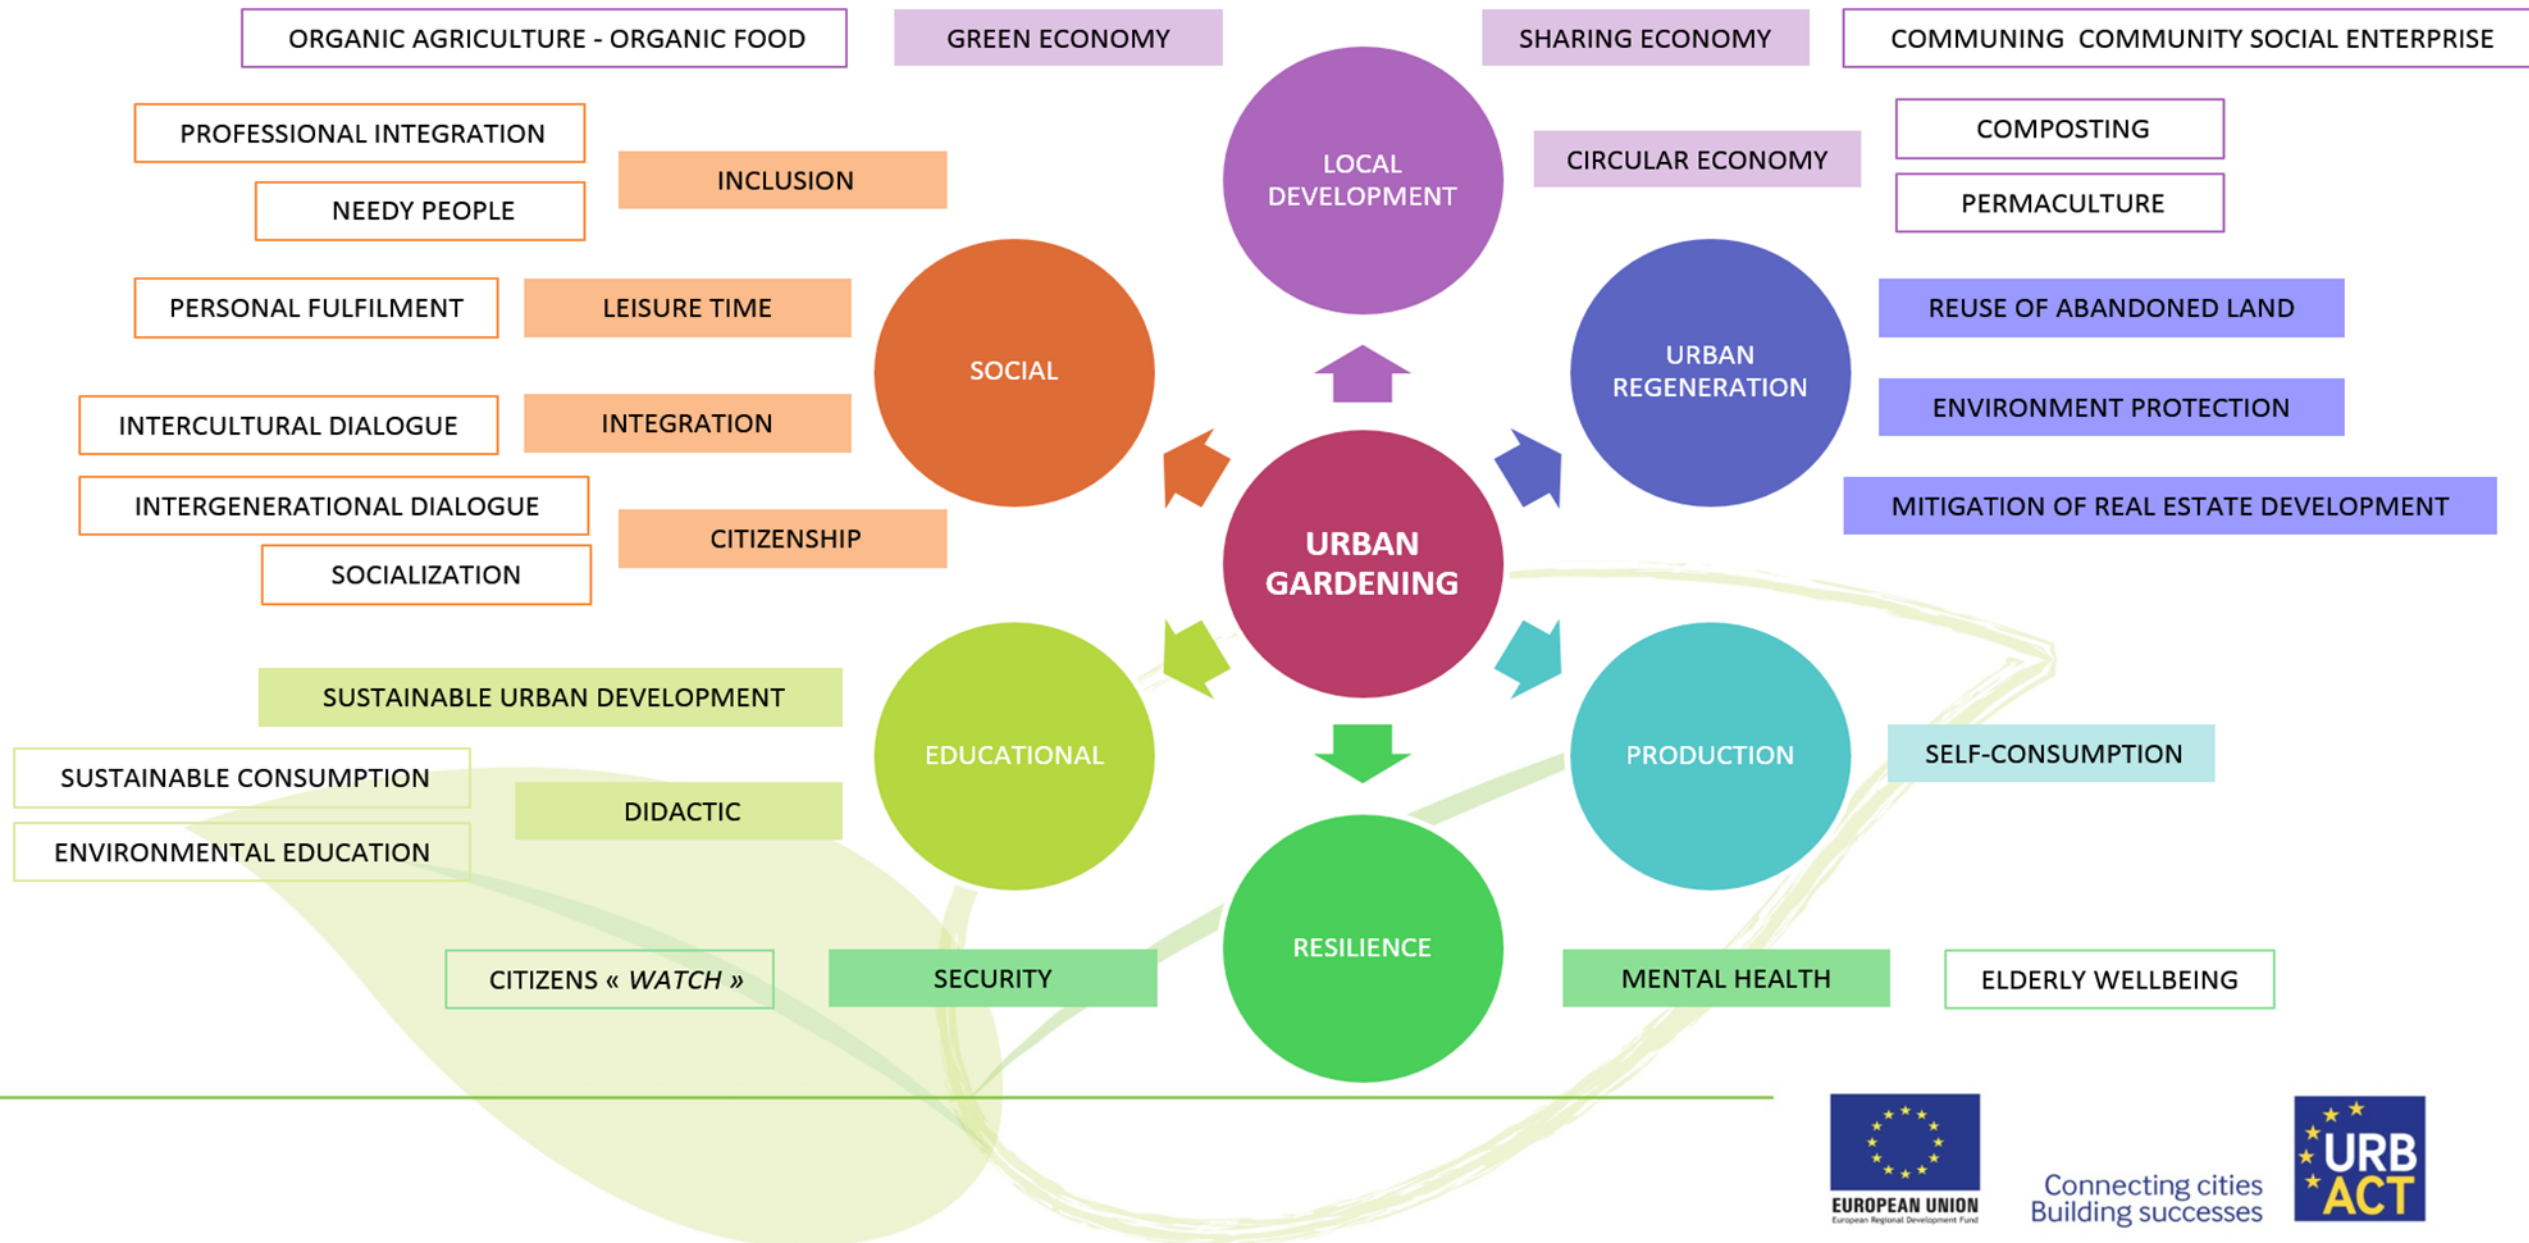 ORGANIC AGRICULTURE - ORGANIC FOOD
GREEN ECONOMY
SHARING ECONOMY
COMMUNING  COMMUNITY SOCIAL ENTERPRISE
PROFESSIONAL INTEGRATION
NEEDY PEOPLE
INCLUSION
LOCAL
DEVELOPMENT
CIRCULAR ECONOMY
COMPOSTING
PERMACULTURE
PERSONAL FULFILMENT
LEISURE TIME
INTERCULTURAL DIALOGUE
INTEGRATION
INTERGENERATIONAL DIALOGUE
SOCIALIZATION
CITIZENSHIP
SOCIAL
URBAN
REGENERATION
REUSE OF ABANDONED LAND
ENVIRONMENT PROTECTION
MITIGATION OF REAL ESTATE DEVELOPMENT
URBAN
GARDENING
SUSTAINABLE URBAN DEVELOPMENT
SUSTAINABLE CONSUMPTION
ENVIRONMENTAL EDUCATION
DIDACTIC
EDUCATIONAL
PRODUCTION
SELF-CONSUMPTION
CITIZENS « WATCH »
SECURITY
RESILIENCE
MENTAL HEALTH
ELDERLY WELLBEING
EUROPEAN UNION
European Regional Development Fund
Connecting cities
Building successes
URB
ACT